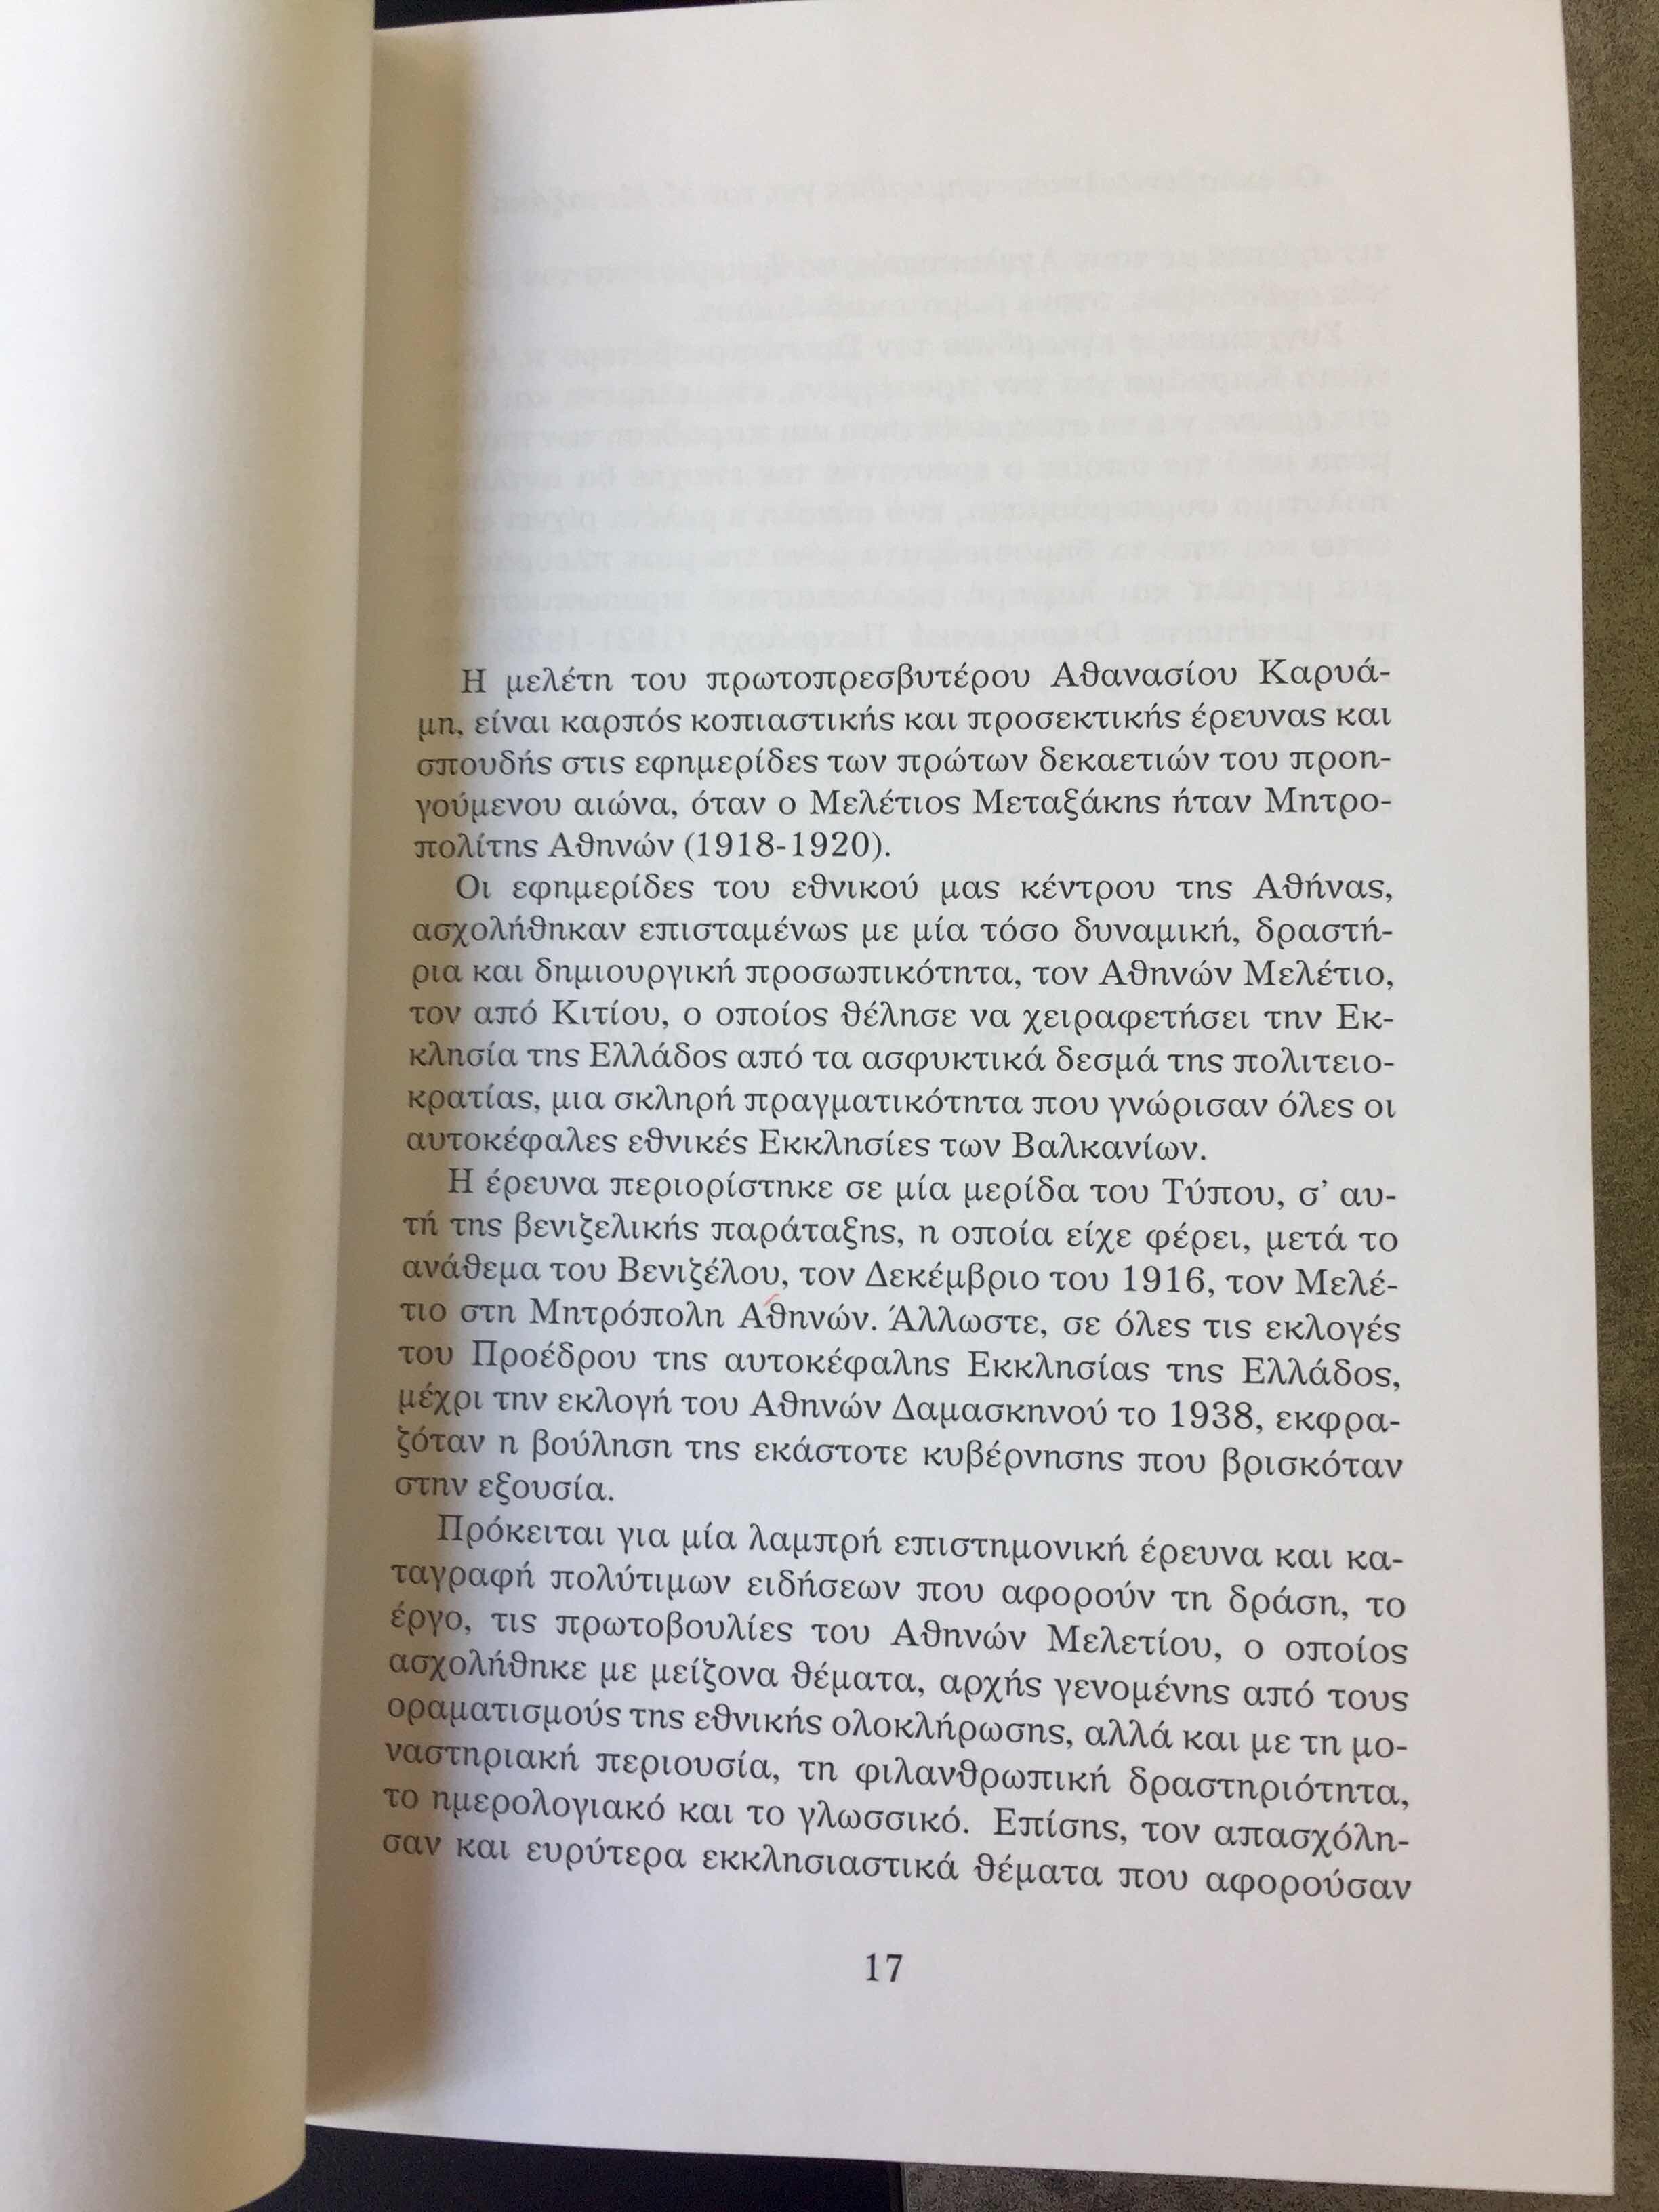 Η μελέτη του πρωτοπρεσβυτέρου Αθανασίου Καρυά-
μη, είναι καρπός κοπιαστικής και προσεκτικής έρευνας και
σπουδής στις εφημερίδες των πρώτων δεκαετιών του προη-
γούμενου αιώνα, όταν ο Μελέτιος Μεταξάκης ήταν Μητρο-
πολίτης Αθηνών (1918-1920).
Οι εφημερίδες του εθνικού μας κέντρου της Αθήνας,
ασχολήθηκαν επισταμένως με μία τόσο δυναμική, δραστή-
ρια και δημιουργική προσωπικότητα, τον Αθηνών Μελέτιο,
τον από Κιτίου, ο οποίος θέλησε να χειραφετήσει την Εκ-
κλησία της Ελλάδος από τα ασφυκτικά δεσμά της πολιτειο-
κρατίας, μια σκληρή πραγματικότητα που γνώρισαν όλες οι
αυτοκέφαλες εθνικές Εκκλησίες των Βαλκανίων.
Η έρευνα περιορίστηκε σε μία μερίδα του Τύπου, σ' αυ-
τή της βενιζελικής παράταξης, η οποία είχε φέρει, μετά το
ανάθεμα του Βενιζέλου, τον Δεκέμβριο του 1916, τον Μελέ-
τιο στη Μητρόπολη Αθηνών. Άλλωστε, σε όλες τις εκλογές
του Προέδρου της αυτοκέφαλης Εκκλησίας της Ελλάδος,
μέχρι την εκλογή του Αθηνών Δαμασκηνού το 1938, εκφρα-
ζόταν η βούληση της εκάστοτε κυβέρνησης που βρισκόταν
στην εξουσία.
Πρόκειται για μία λαμπρή επιστημονική έρευνα και κα-
ταγραφή πολύτιμων ειδήσεων που αφορούν τη δράση, το
έργο, τις πρωτοβουλίες του Αθηνών Μελετίου, ο οποίος
ασχολήθηκε με μείζονα θέματα, αρχής γενομένης από τους
οραματισμούς της εθνικής ολοκλήρωσης, αλλά και με τη μο-
ναστηριακή περιουσία, τη φιλανθρωπική δραστηριότητα,
το ημερολογιακό και το γλωσσικό. Επίσης, τον απασχόλη-
σαν και ευρύτερα εκκλησιαστικά θέματα που αφορούσαν
17